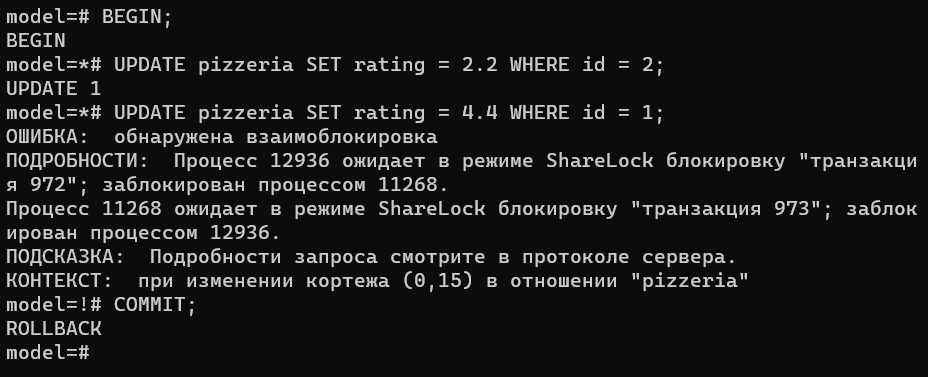 model=# BEGIN;
BEGIN
model=*# UPDATE pizzeria SET rating = 2.2 WHERE id = 2;
UPDATE 1
model=*# UPDATE pizzeria SET rating = 4.4 WHERE id = 1;
ОШИБКА:  обнаружена взаимоблокировка
ПОДРОБНОСТИ:  Процесс 12936 ожидает в режиме ShareLock блокировку "транзакци
я 972"; заблокирован процессом 11268.
Процесс 11268 ожидает в режиме ShareLock блокировку "транзакция 973"; заблок
ирован процессом 12936.
ПОДСКАЗКА:  Подробности запроса смотрите в протоколе сервера.
КОНТЕКСТ:  при изменении кортежа (0,15) в отношении "pizzeria"
model=!# COMMIT;
ROLLBACK
model=#